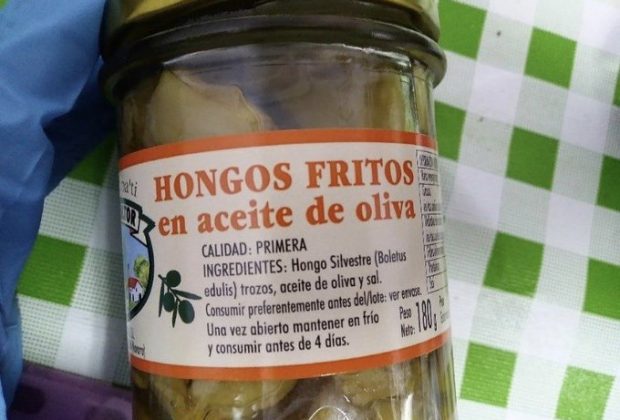 HONGOS FRITOS
en aceite de oliva
CALIDAD: PRIMERA
INGREDIENTES: Hongo Silvestre (Boletus
edulis) trozos, aceite de oliva y sal.
Consumir preferentemente antes del/lote: ver envase.
Una vez abierto mantener en frío
y consumir antes de 4 días.
Peso
Neto: 180 g